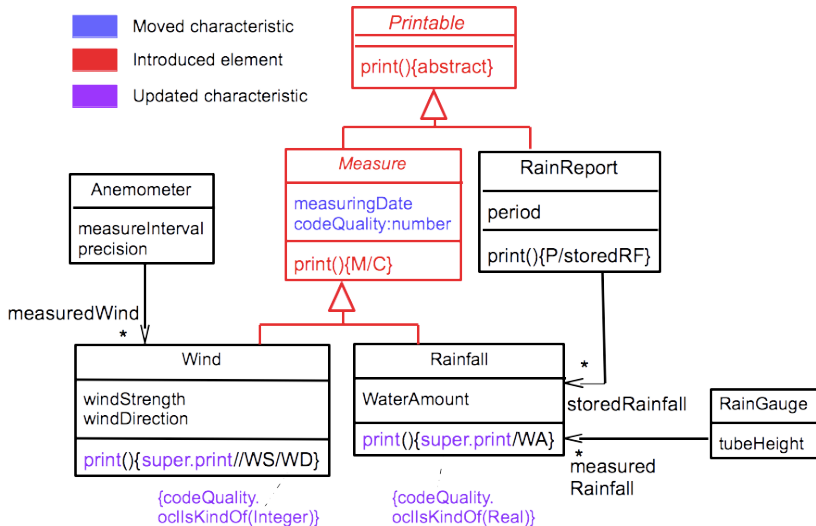 Moved characteristic
Introduced element
Updated characteristic
Printable
print(){abstract}
Measure
measuringDate
codeQuality:number
print(){M/C}
RainReport
period
print(){P/storedRF}
Anemometer
measureInterval
precision
measuredWind
*
Wind
windStrength
windDirection
print(){super.print//WS/WD}
{codeQuality.
oclIsKindOf(Integer)}
Rainfall
WaterAmount
print(){super.print/WA}
{codeQuality.
oclIsKindOf(Real)}
*
storedRainfall
RainGauge
tubeHeight
*
measured
Rainfall